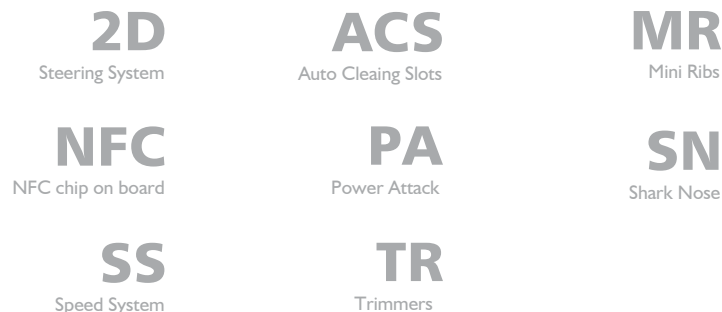 2D
Steering System
ACS
Auto Cleaing Slots
MR
Mini Ribs
NFC
NFC chip on board
PA
Power Attack
SN
Shark Nose
SS
Speed System
TR
Trimmers